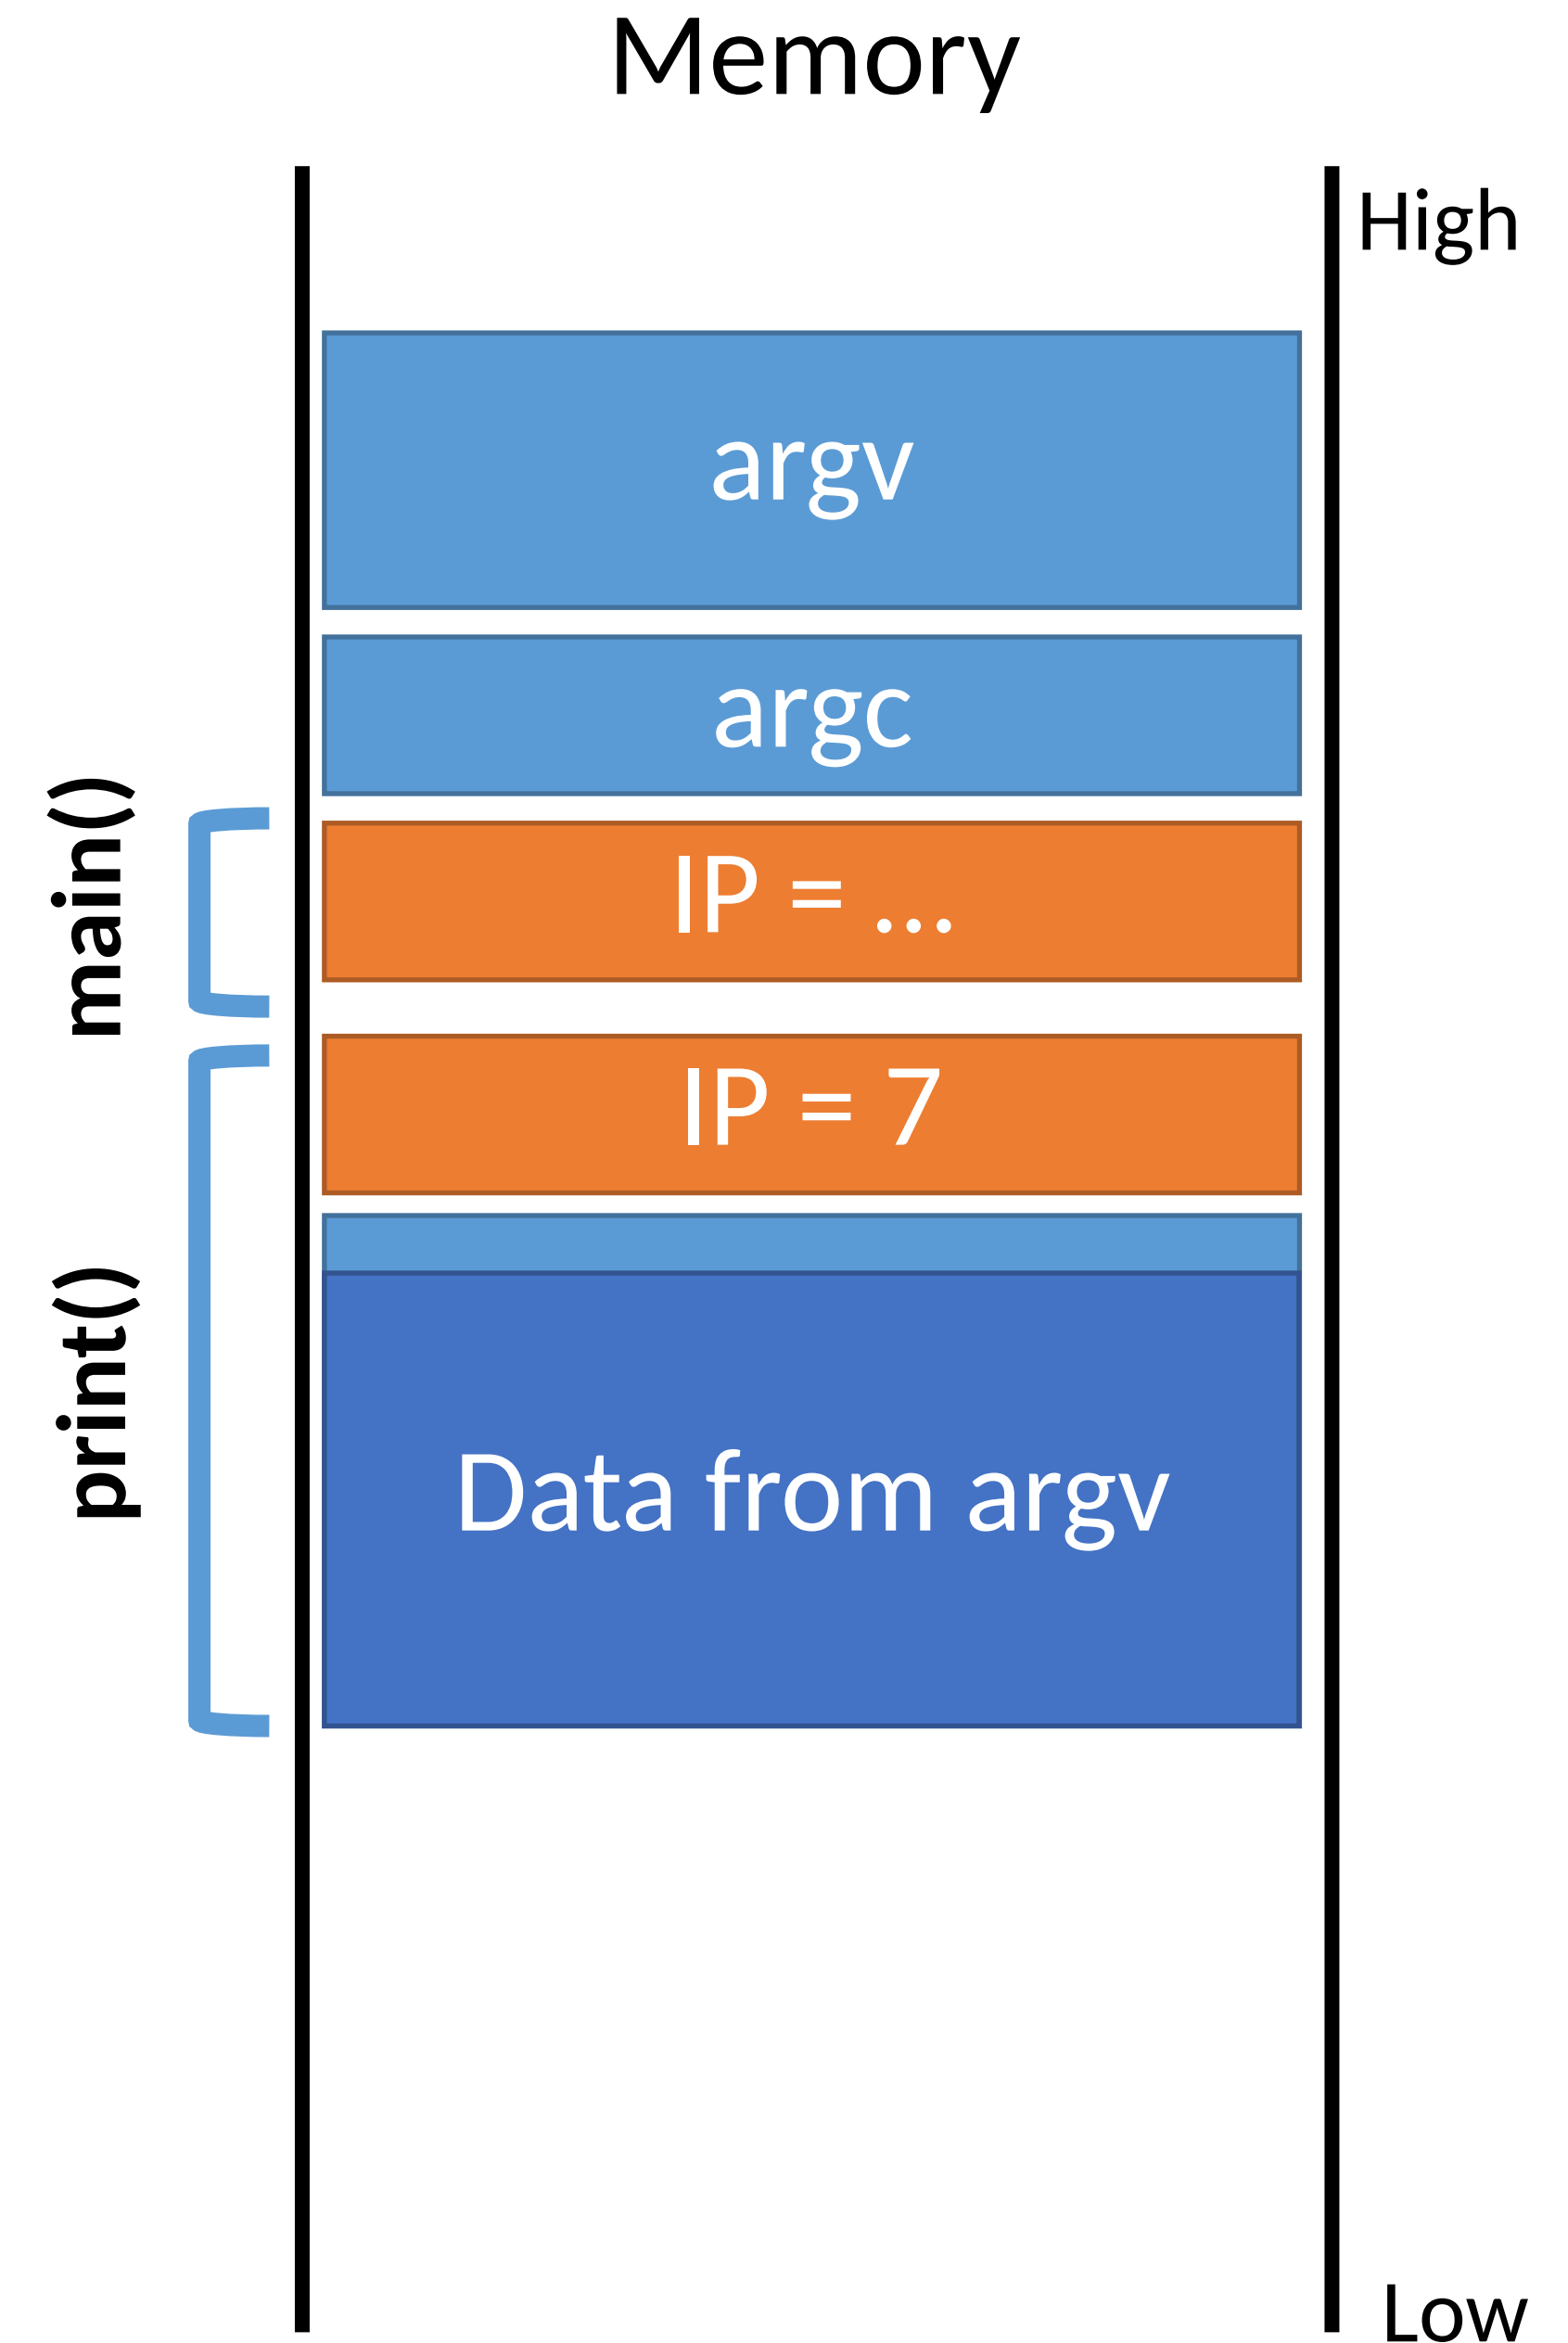 Memory
High
argv
argc
main()
IP = ...
IP = 7
print()
Data from argv
Low